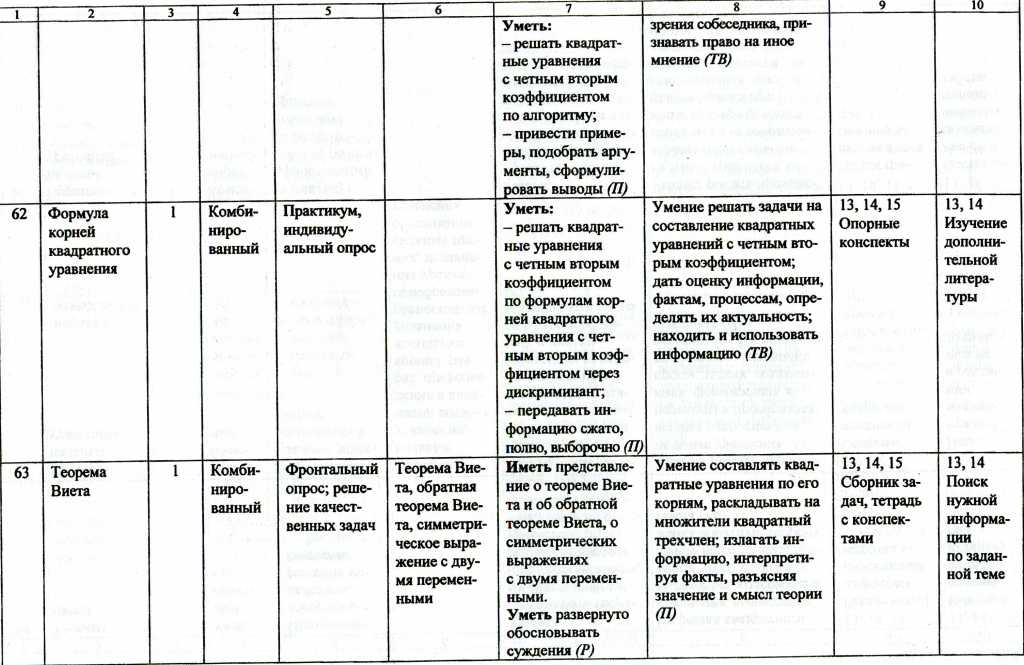 1 2 3 4 5 6 7 8 9 10
Уметь:
– решать квадрат-
ные уравнения
с четным вторым
коэффициентом
по алгоритму;
– привести приме-
ры, подобрать аргу-
менты, сформули-
ровать выводы (П)
зрения собеседника, при-
знавать право на иное
мнение (ТВ)
62
Формула
корней
квадратного
уравнения
1
Комби-
ниро-
ванный
Практикум,
индивиду-
альный опрос
Уметь:
– решать квадрат-
ные уравнения
с четным вторым
коэффициентом
по формулам кор-
ней квадратного
уравнения с чет-
ным вторым коэф-
фициентом через
дискриминант;
– передавать ин-
формацию сжато,
полно, выборочно (П)
Умение решать задачи на
составление квадратных
уравнений с четным вто-
рым коэффициентом;
дать оценку информации,
фактам, процессам, опре-
делять их актуальность;
находить и использовать
информацию (ТВ)
13, 14, 15
Опорные
конспекты
13, 14
Изучение
дополни-
тельной
литера-
туры
63
Теорема
Виета
1
Комби-
ниро-
ванный
Фронтальный
опрос; реше-
ние качест-
венных задач
Теорема Вие-
та, обратная
теорема Вие-
та, симметри-
ческое выра-
жение с дву-
мя перемен-
ными
Иметь представле-
ние о теореме Вие-
та и об обратной
теореме Виета, о
симметрических
выражениях
с двумя перемен-
ными.
Уметь развернуто
обосновывать
суждения (Р)
Умение составлять квад-
ратные уравнения по его
корням, раскладывать на
множители квадратный
трехчлен; излагать ин-
формацию, интерпрети-
руя факты, разъясняя
значение и смысл теории
(П)
13, 14, 15
Сборник за-
дач, тетрадь
с конспек-
тами
13, 14
Поиск
нужной
информа-
ции
по задан-
ной теме